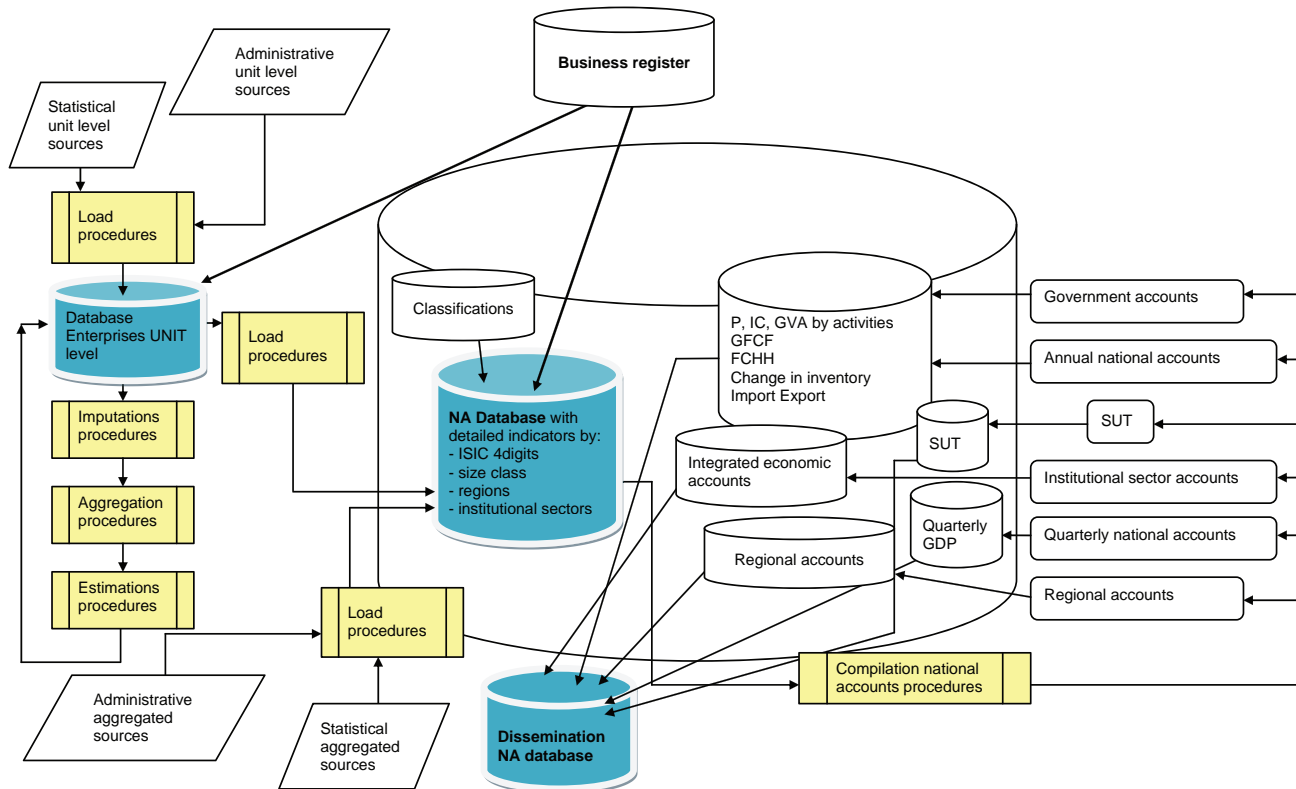 Administrative
unit level
sources
Business register
Statistical
unit level
sources
Load
procedures
Database
Enterprises UNIT
level
Load
procedures
Imputations
procedures
Aggregation
procedures
Estimations
procedures
Administrative
aggregated
sources
Load
procedures
Statistical
aggregated
sources
Classifications
NA Database with
detailed indicators by:
- ISIC 4digits
- size class
- regions
- institutional sectors
P, IC, GVA by activities
GFCF
FCHH
Change in inventory
Import Export
SUT
Integrated economic
accounts
Quarterly
GDP
Regional accounts
Government accounts
Annual national accounts
SUT
Institutional sector accounts
Quarterly national accounts
Regional accounts
Compilation national
accounts procedures
Dissemination
NA database